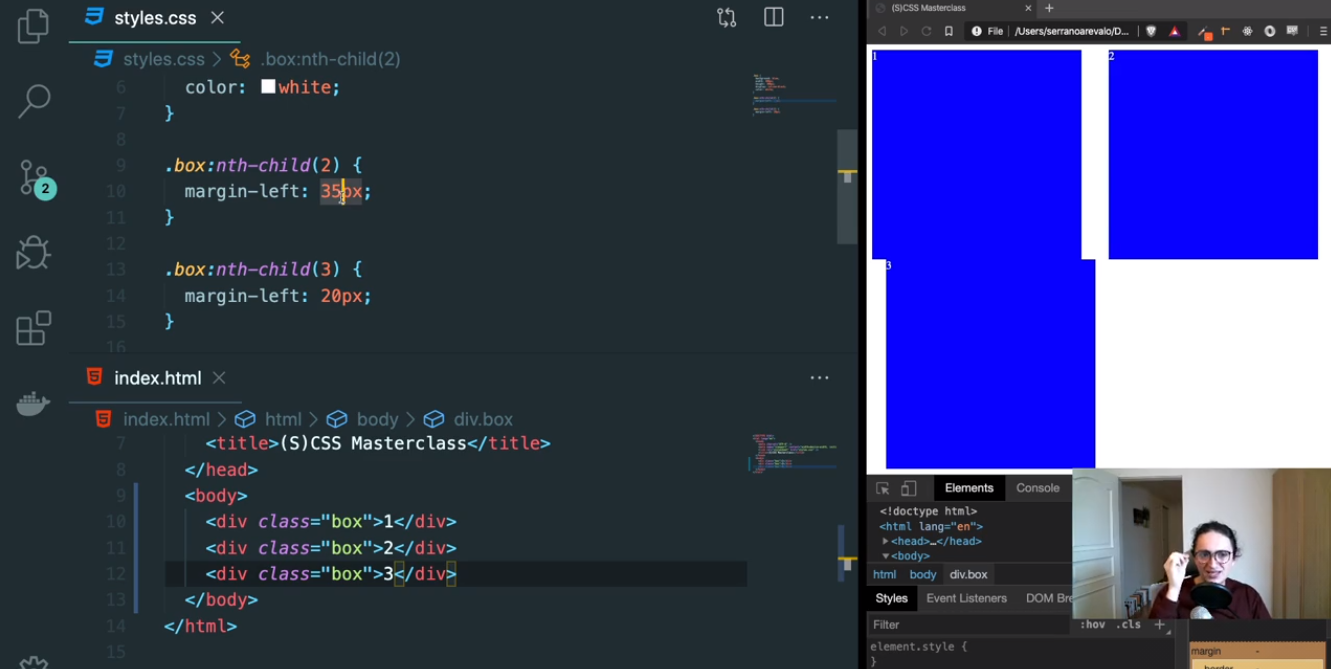 styles.css
styles.css > .box:nth-child(2)
6 color: white;
7 }
8
9 .box:nth-child(2) {
10 margin-left: 35px;
11 }
12
13 .box:nth-child(3) {
14 margin-left: 20px;
15 }
16
2
index.html
index.html > html > body > div.box
7 <title>(S)CSS Masterclass</title>
8 </head>
9 <body>
10 <div class="box">1</div>
11 <div class="box">2</div>
12 <div class="box">3</div>
13 </body>
14 </html>
15
(S)CSS Masterclass
File /Users/serranoarevalo/D...
1
2
3
Elements Console
<!doctype html>
<html lang="en">
<head>…</head>
<body>
html body div.box
Styles Event Listeners DOM Bre
Filter :hov .cls +
element.style {
}
margin -
border